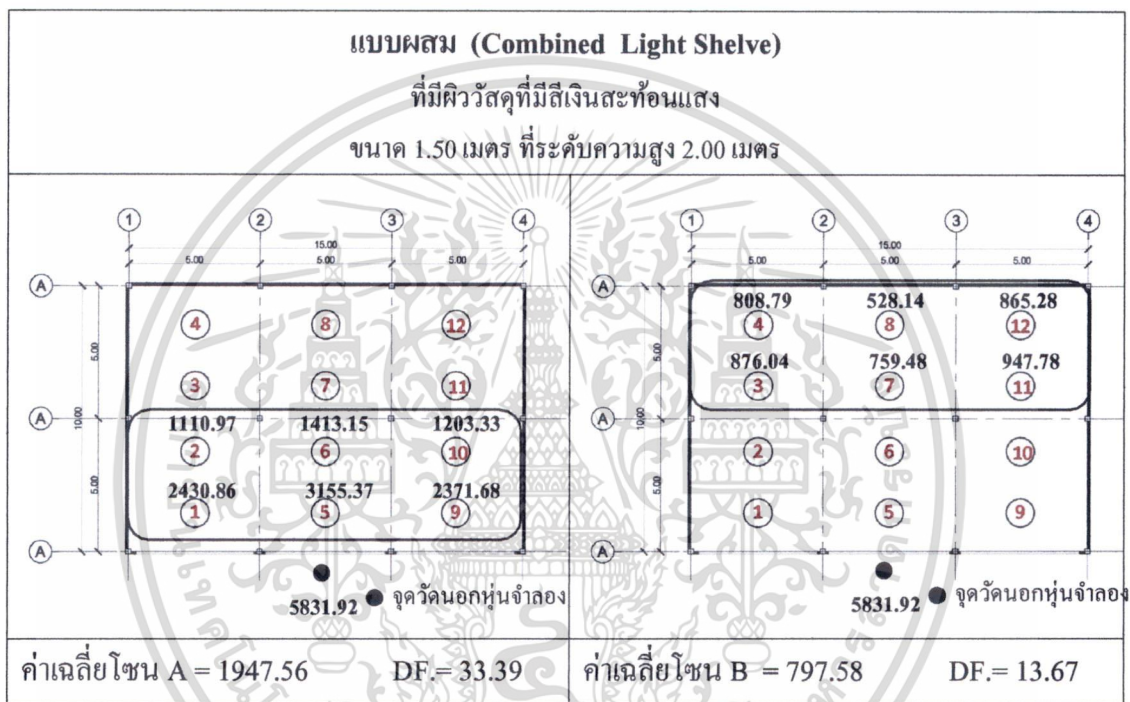 แบบผสม (Combined Light Shelve)
ที่มีผิววัสดุที่มีสีเงินสะท้อนแสง
ขนาด 1.50 เมตร ที่ระดับความสูง 2.00 เมตร
1 2 3 4
15.00
5.00 5.00 5.00
A
4 8 12
5.00
3 7 11
A
10.00
1110.97 1413.15 1203.33
2 6 10
5.00
2430.86 3155.37 2371.68
1 5 9
A
5831.92 จุดวัดนอกหุ่นจำลอง
ค่าเฉลี่ยโซน A = 1947.56 DF.= 33.39
1 2 3 4
15.00
5.00 5.00 5.00
A
808.79 528.14 865.28
4 8 12
5.00
876.04 759.48 947.78
3 7 11
A
10.00
2 6 10
5.00
1 5 9
A
5831.92 จุดวัดนอกหุ่นจำลอง
ค่าเฉลี่ยโซน B = 797.58 DF.= 13.67